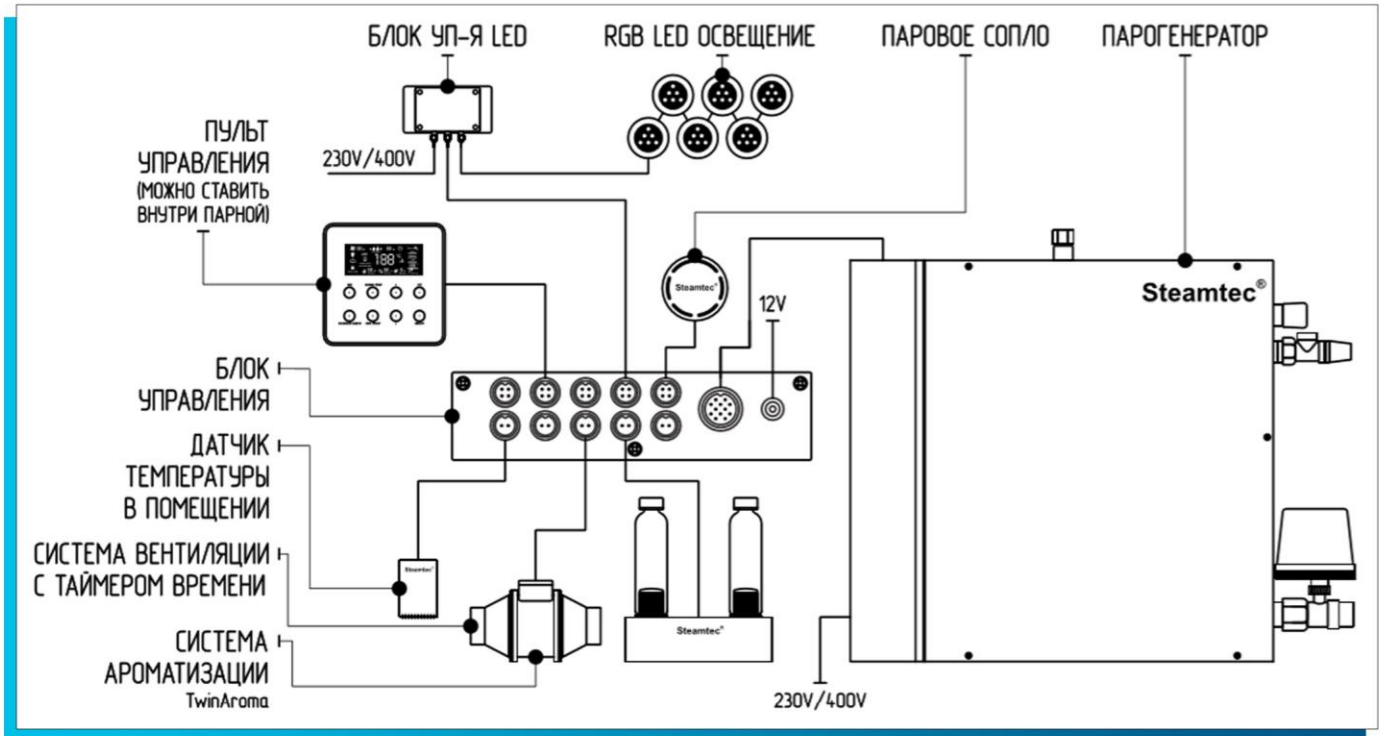 БЛОК УП-Я LED
RGB LED ОСВЕЩЕНИЕ
ПАРОВОЕ СОПЛО
ПАРОГЕНЕРАТОР
ПУЛЬТ
УПРАВЛЕНИЯ
(МОЖНО СТАВИТЬ
ВНУТРИ ПАРНОЙ)
230V/400V
188
Steamtec®
12V
Steamtec®
БЛОК
УПРАВЛЕНИЯ
ДАТЧИК
ТЕМПЕРАТУРЫ
В ПОМЕЩЕНИИ
СИСТЕМА ВЕНТИЛЯЦИИ
С ТАЙМЕРОМ ВРЕМЕНИ
СИСТЕМА
АРОМАТИЗАЦИИ
TwinAroma
Steamtec®
Steamtec®
230V/400V